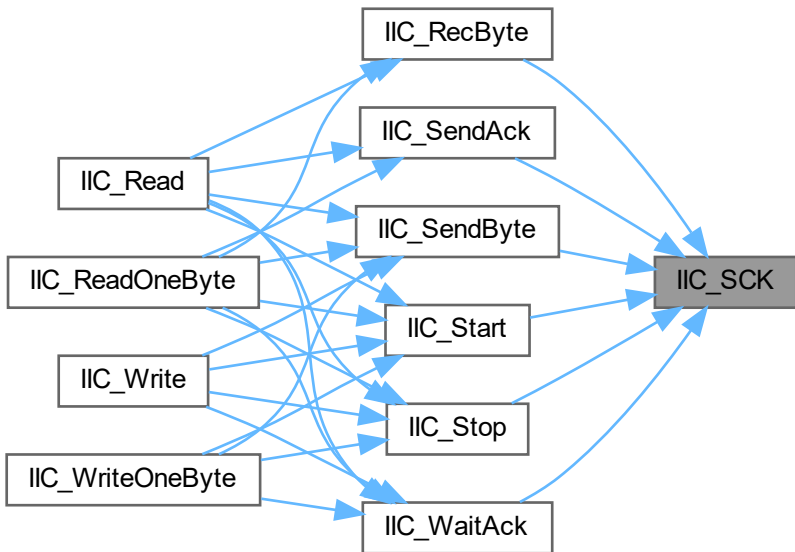 IIC_RecByte
IIC_SendAck
IIC_Read
IIC_SendByte
IIC_ReadOneByte
IIC_SCK
IIC_Start
IIC_Write
IIC_Stop
IIC_WriteOneByte
IIC_WaitAck